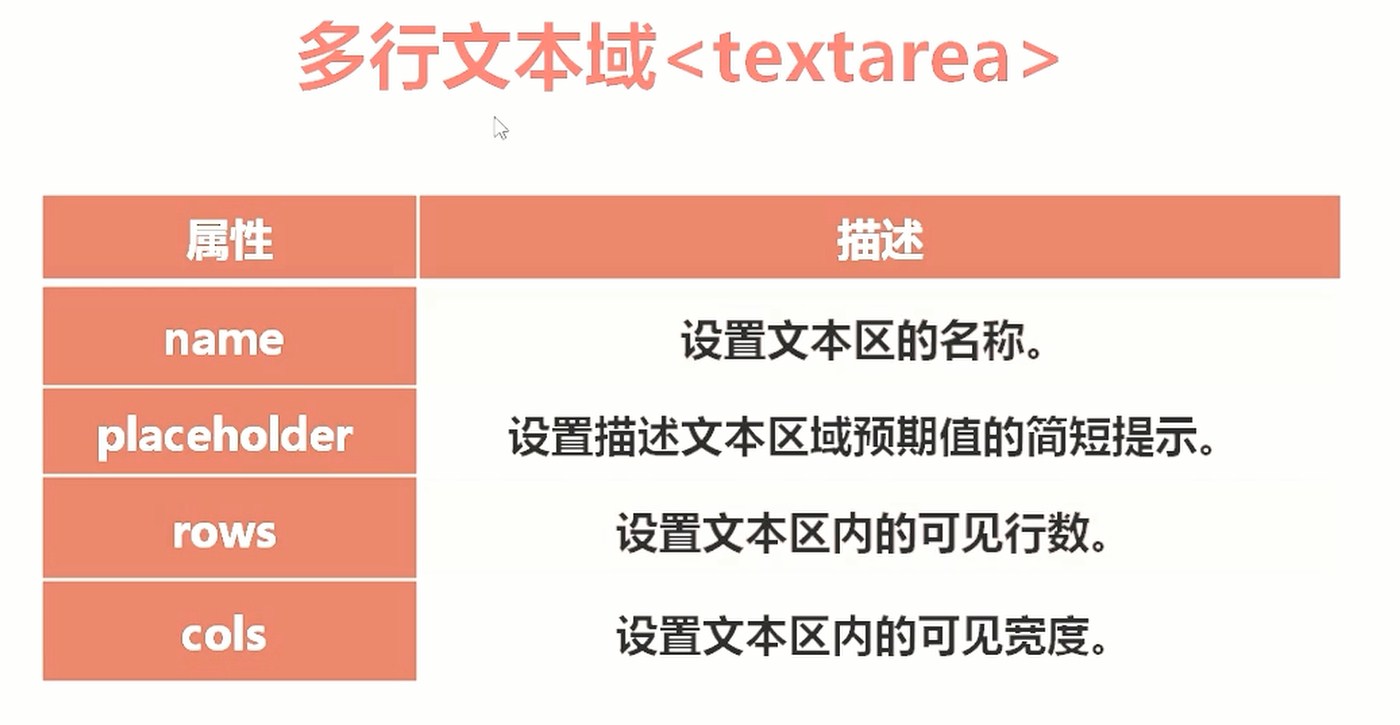 多行文本域<textarea>
属性 描述
name 设置文本区的名称。
placeholder 设置描述文本区域预期值的简短提示。
rows 设置文本区内的可见行数。
cols 设置文本区内的可见宽度。